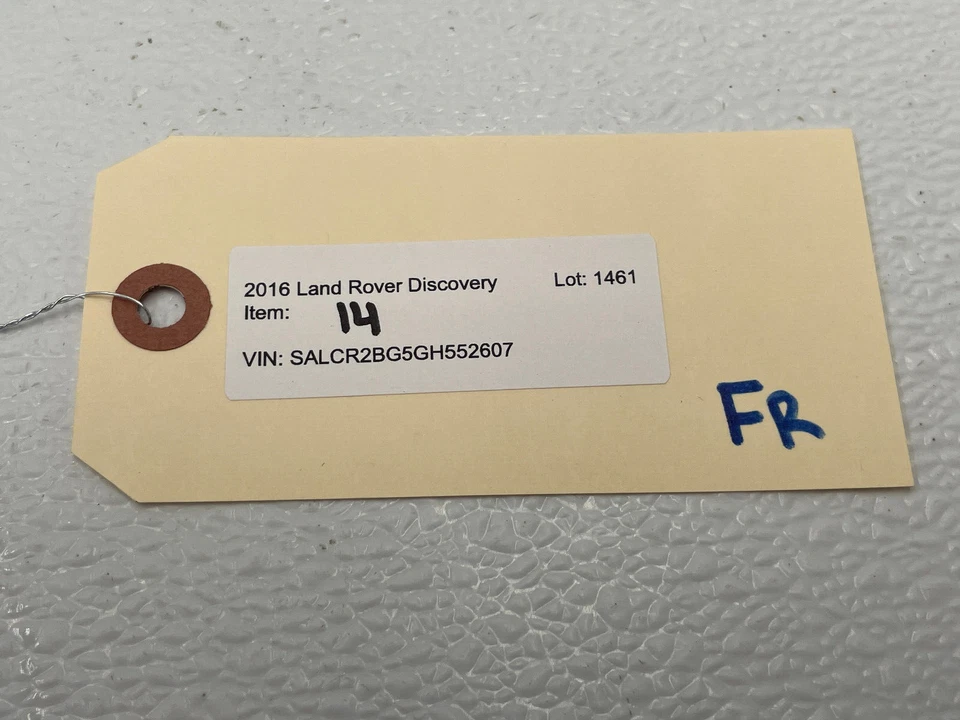 2016 Land Rover Discovery Lot: 1461
Item: 14
VIN: SALCR2BG5GH552607
FR